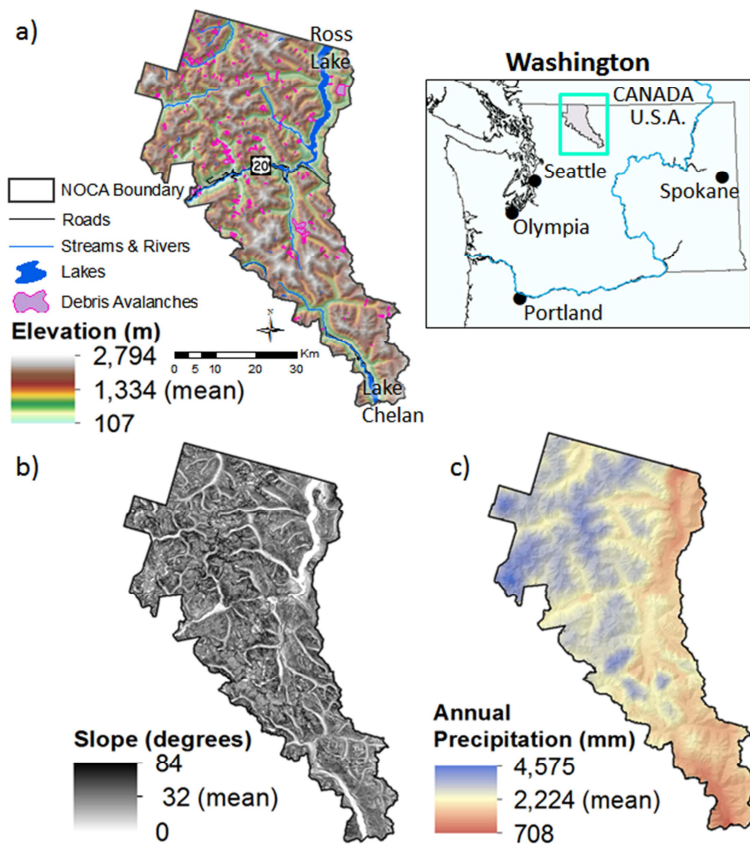 a)
Ross
Lake
20
NOCA Boundary
Roads
Streams & Rivers
Lakes
Debris Avalanches
Elevation (m)
2,794
1,334 (mean)
107
N
Km
0 5 10 20 30
Lake
Chelan
Washington
CANADA
U.S.A.
Seattle
Spokane
Olympia
Portland
b)
Slope (degrees)
84
32 (mean)
0
c)
Annual
Precipitation (mm)
4,575
2,224 (mean)
708